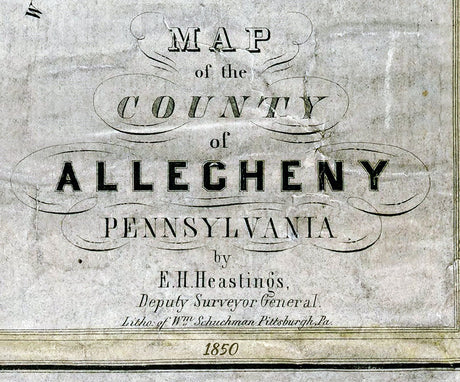 W
MAP
of the
COUNTY
of
ALLEGHENY
PENNSYLVANIA
by
E.H.Heastings,
Deputy Surveyor General.
Litho. of Wm Schuchman Pittsburgh, Pa.
1850